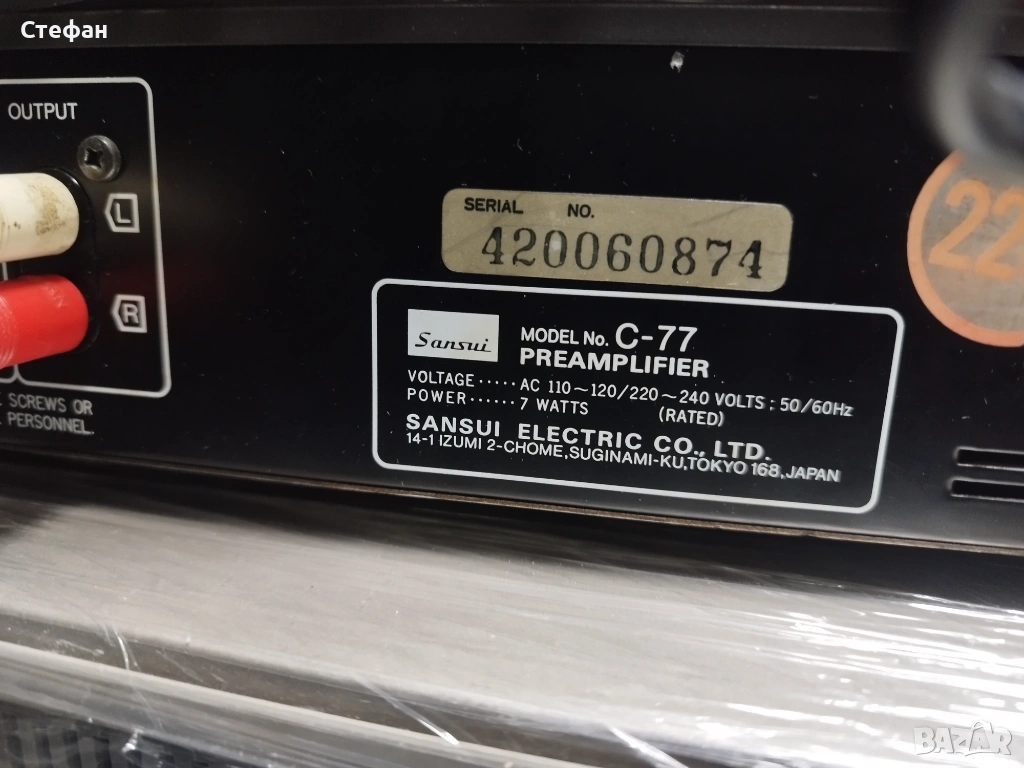 Стефан
OUTPUT
L
R
SCREWS OR
PERSONNEL.
SERIAL NO.
420060874
22
Sansui
MODEL No. C-77
PREAMPLIFIER
VOLTAGE ····· AC 110~120/220~240 VOLTS : 50/60Hz
POWER ······ 7 WATTS (RATED)
SANSUI ELECTRIC CO., LTD.
14-1 IZUMI 2-CHOME, SUGINAMI-KU, TOKYO 168, JAPAN
BAZAR